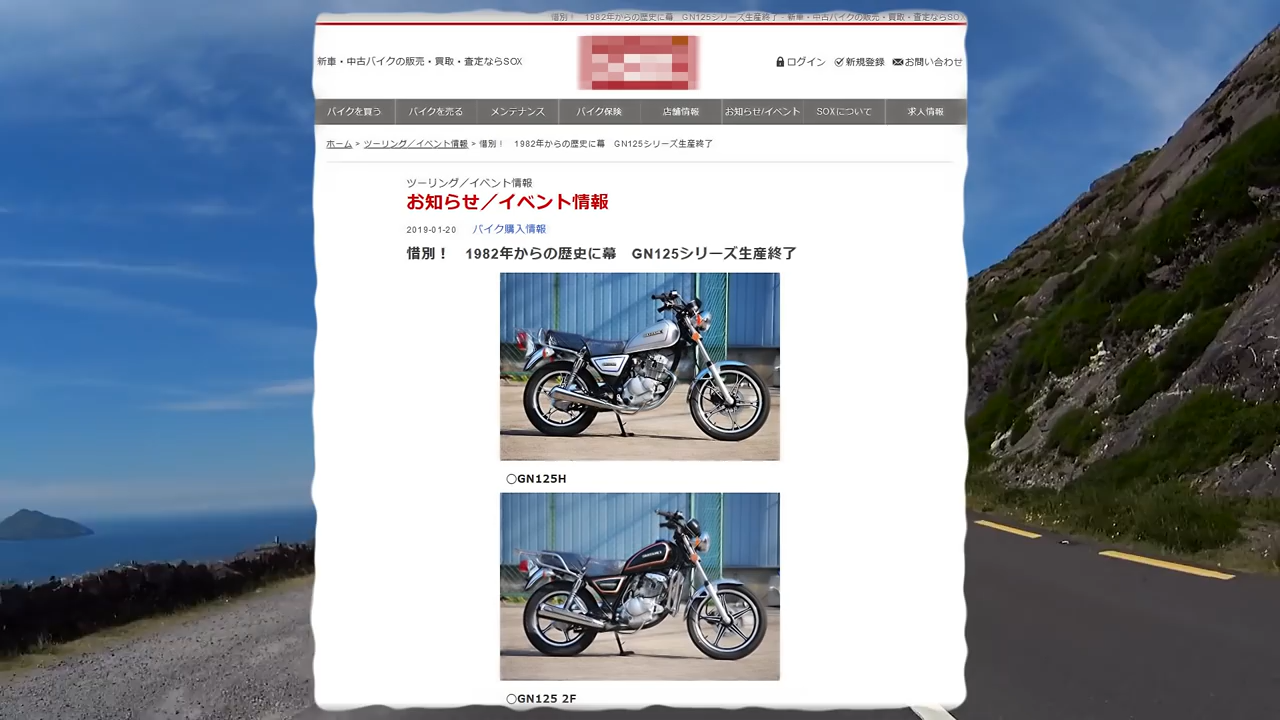 惜別！　1982年からの歴史に幕　GN125シリーズ生産終了 - 新車・中古バイクの販売・買取・査定ならSOX
新車・中古バイクの販売・買取・査定ならSOX
ログイン 新規登録 お問い合わせ
バイクを買う バイクを売る メンテナンス バイク保険 店舗情報 お知らせ/イベント SOXについて 求人情報
ホーム > ツーリング／イベント情報 > 惜別！　1982年からの歴史に幕　GN125シリーズ生産終了
ツーリング／イベント情報
お知らせ／イベント情報
2019-01-20 バイク購入情報
惜別！　1982年からの歴史に幕　GN125シリーズ生産終了
〇GN125H
〇GN125 2F